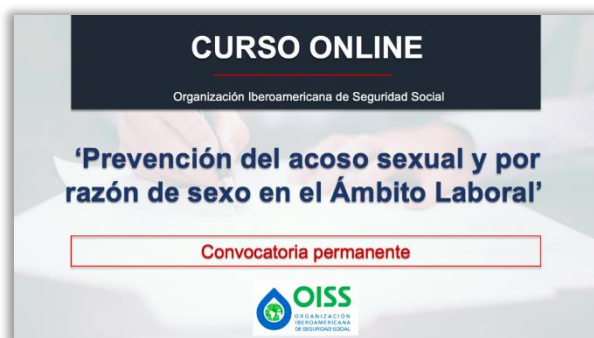 CURSO ONLINE
Organización Iberoamericana de Seguridad Social
‘Prevención del acoso sexual y por
razón de sexo en el Ámbito Laboral’
Convocatoria permanente
OISS
ORGANIZACIÓN
IBEROAMERICANA
DE SEGURIDAD SOCIAL